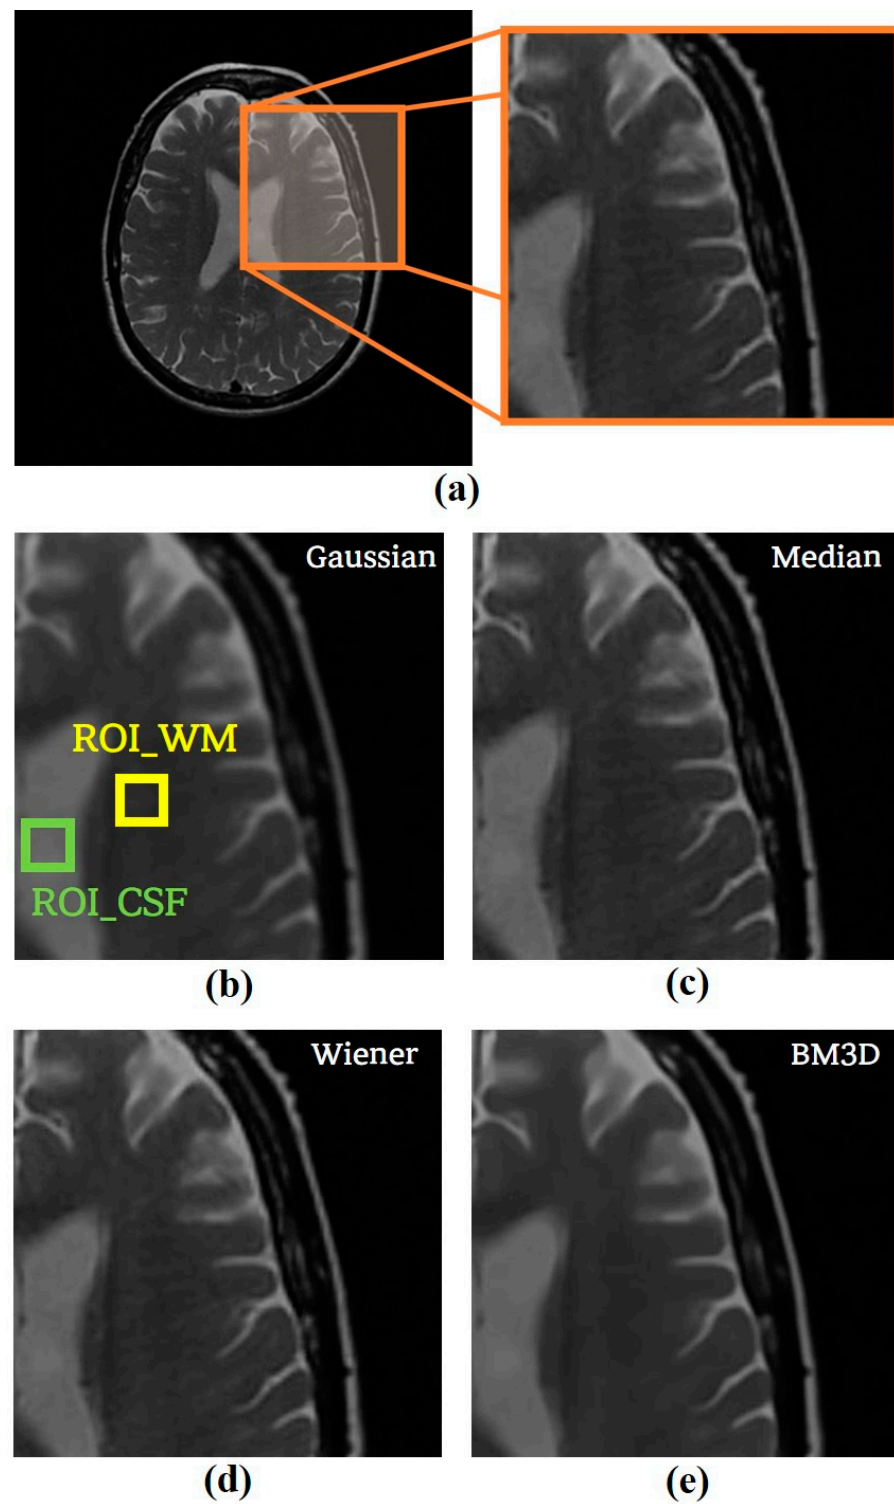 (a)
Gaussian
Median
ROI_WM
ROI_CSF
(b)
(c)
Wiener
BM3D
(d)
(e)